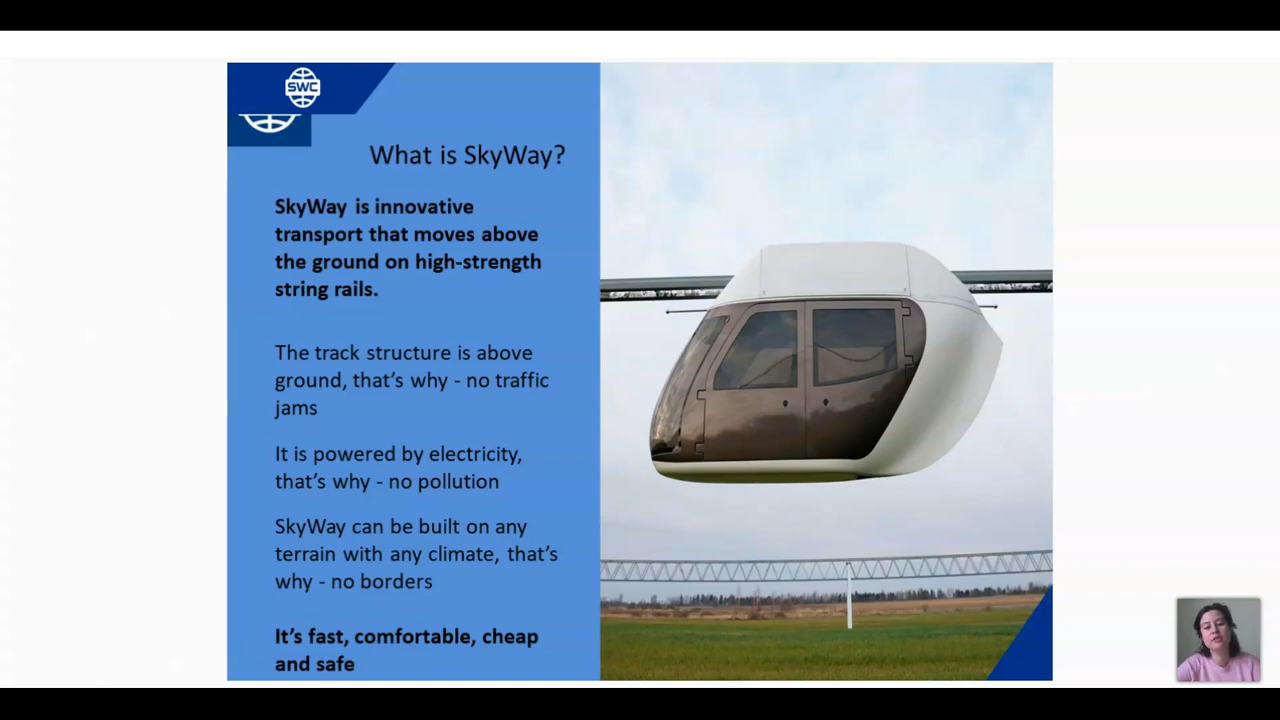 SWC
What is SkyWay?
SkyWay is innovative
transport that moves above
the ground on high-strength
string rails.
The track structure is above
ground, that’s why - no traffic
jams
It is powered by electricity,
that’s why - no pollution
SkyWay can be built on any
terrain with any climate, that’s
why - no borders
It’s fast, comfortable, cheap
and safe